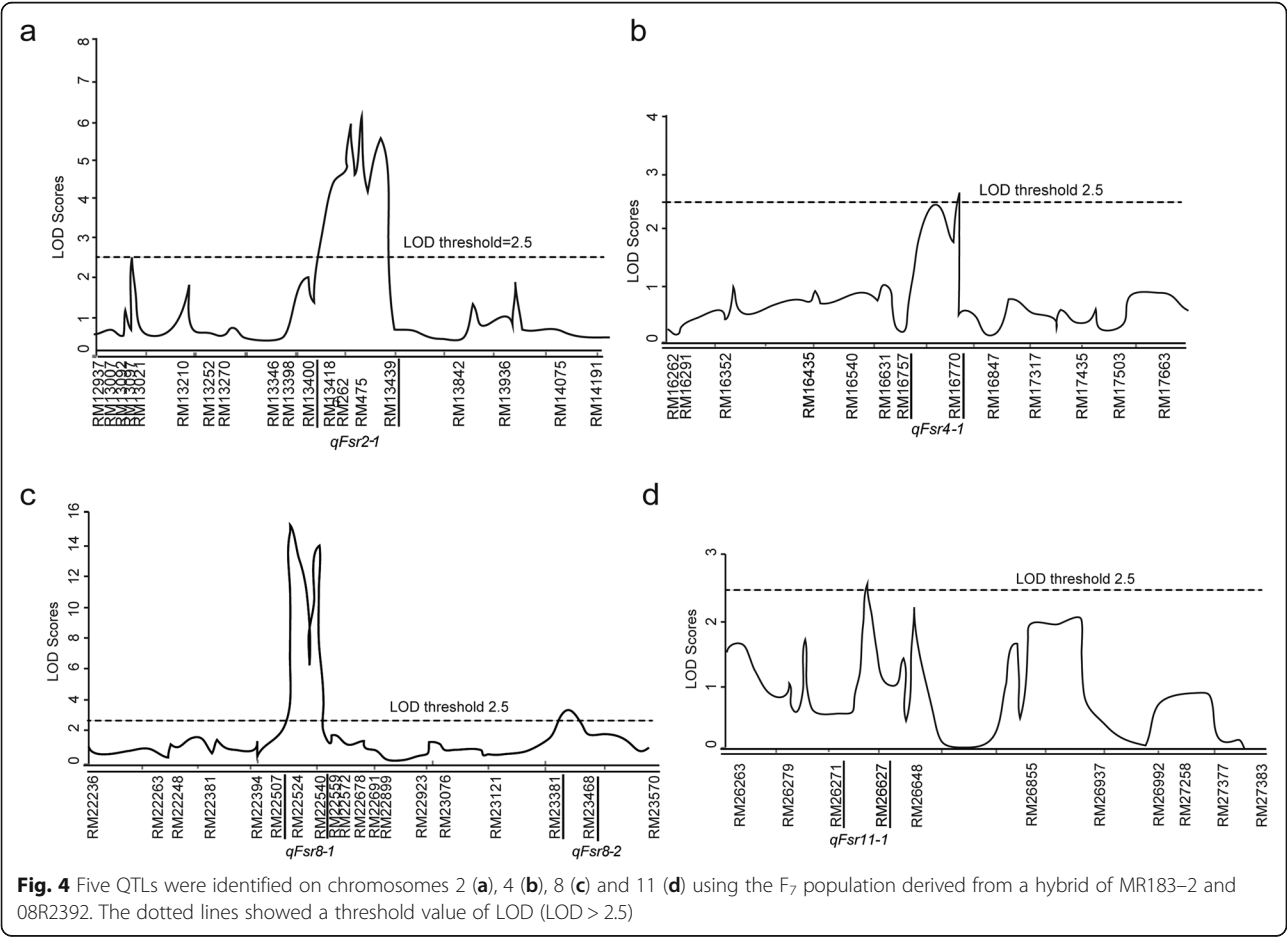 a
8
7
6
5
4
3
2
1
0
LOD Scores
LOD threshold=2.5
RM12937
RM13007
RM13092
RM13097
RM13021
RM13210
RM13252
RM13270
RM13346
RM13398
RM13400
RM13418
RM262
RM475
RM13439
RM13842
RM13936
RM14075
RM14191
qFsr2-1
b
4
3
2
1
0
LOD Scores
LOD threshold 2.5
RM16262
RM16291
RM16352
RM16435
RM16540
RM16631
RM16757
RM16770
RM16847
RM17317
RM17435
RM17503
RM17663
qFsr4-1
c
16
14
12
10
8
6
4
2
0
LOD Scores
LOD threshold 2.5
RM22236
RM22263
RM22248
RM22381
RM22394
RM22507
RM22524
RM22540
RM22559
RM22572
RM22678
RM22691
RM22899
RM22923
RM23076
RM23121
RM23381
RM23468
RM23570
qFsr8-1
qFsr8-2
d
3
2
1
0
LOD Scores
LOD threshold 2.5
RM26263
RM26279
RM26271
RM26627
RM26648
RM26855
RM26937
RM26992
RM27258
RM27377
RM27383
qFsr11-1
Fig. 4 Five QTLs were identified on chromosomes 2 (a), 4 (b), 8 (c) and 11 (d) using the F7 population derived from a hybrid of MR183–2 and
08R2392. The dotted lines showed a threshold value of LOD (LOD > 2.5)